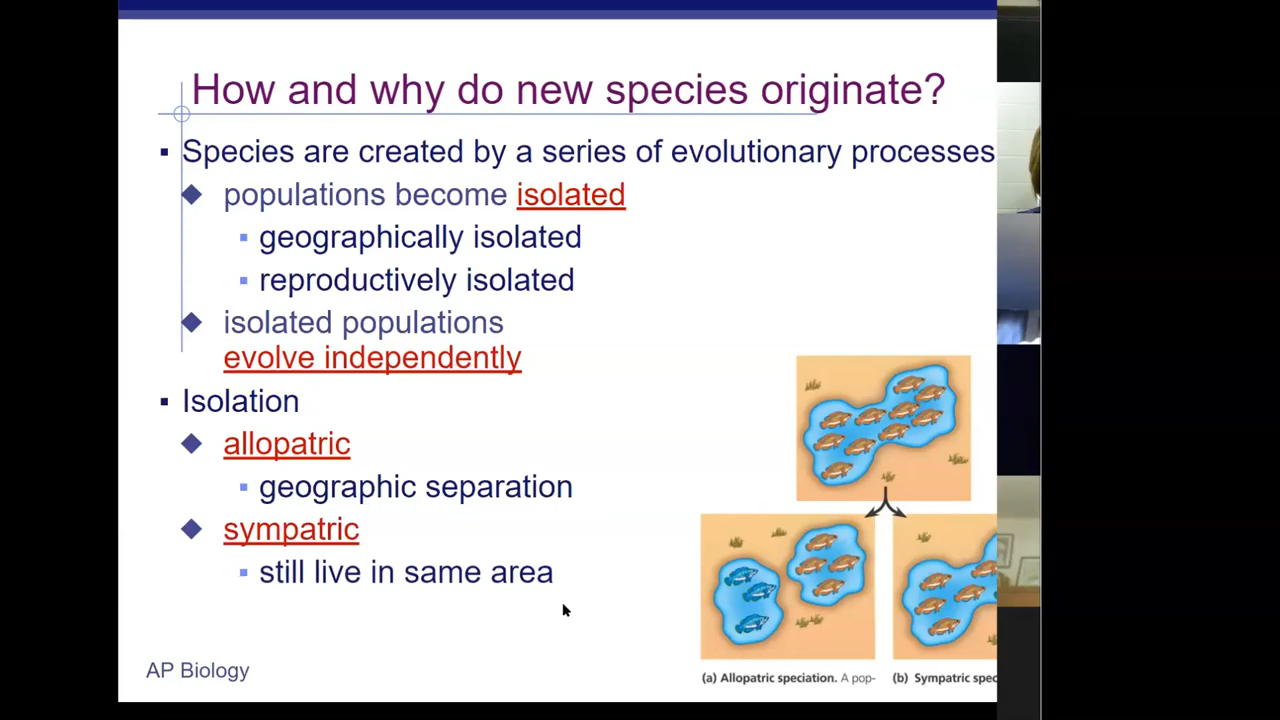 How and why do new species originate?
▪ Species are created by a series of evolutionary processes
◆ populations become isolated
▪ geographically isolated
▪ reproductively isolated
◆ isolated populations
evolve independently
▪ Isolation
◆ allopatric
▪ geographic separation
◆ sympatric
▪ still live in same area
(a) Allopatric speciation. A pop-
(b) Sympatric spec
AP Biology